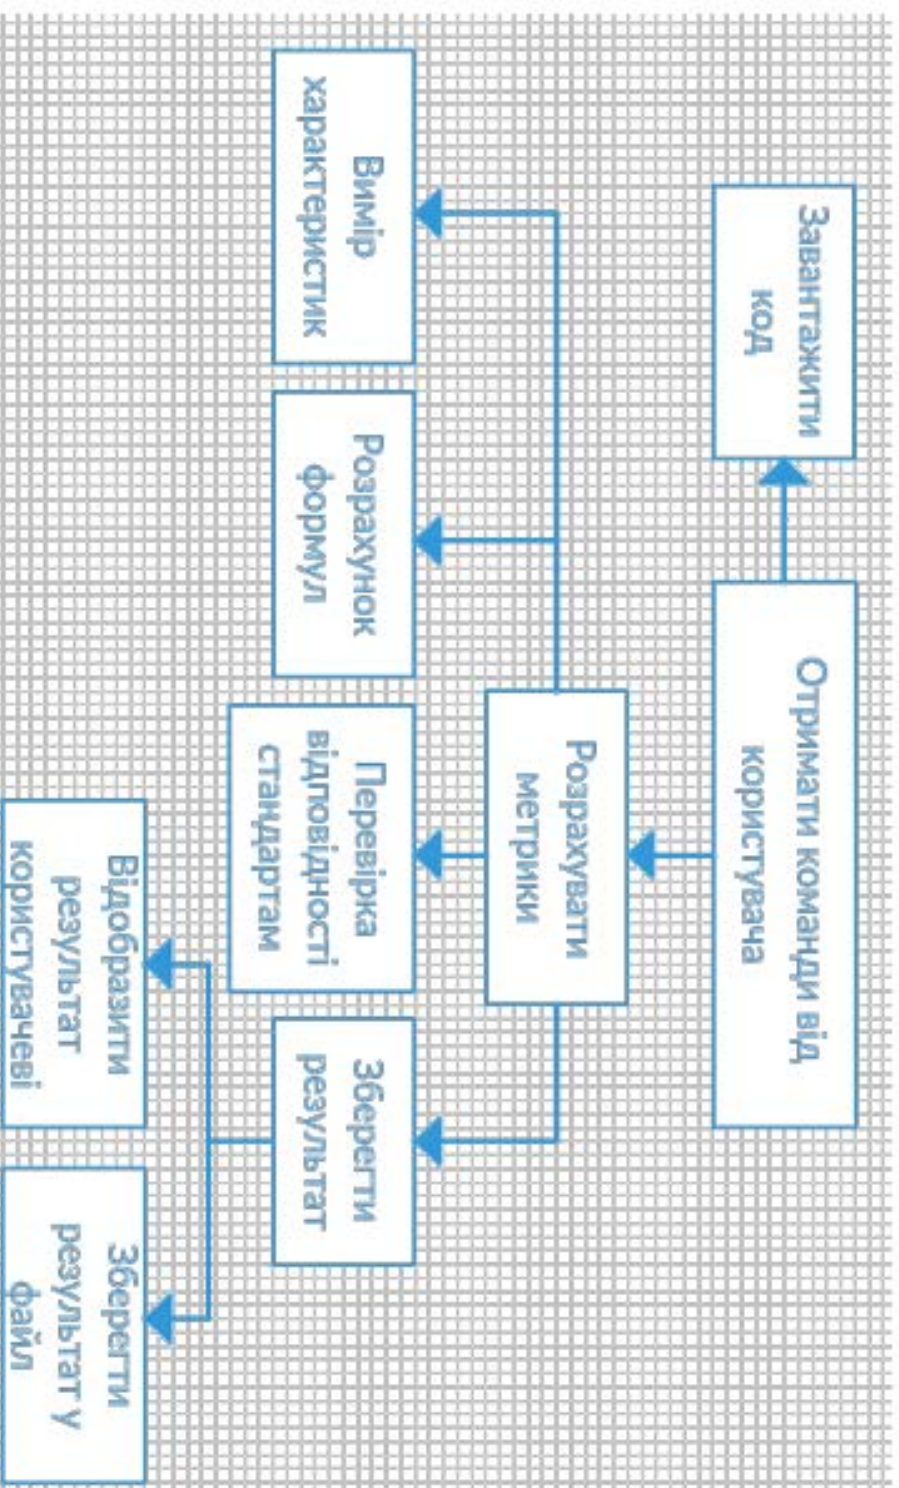 Завантажити
код
Отримати команди від
користувача
Розрахувати
метрики
Вимір
характеристик
Розрахунок
формул
Перевірка
відповідності
стандартам
Зберегти
результат
Відобразити
результат
користувачеві
Зберегти
результат у
файл